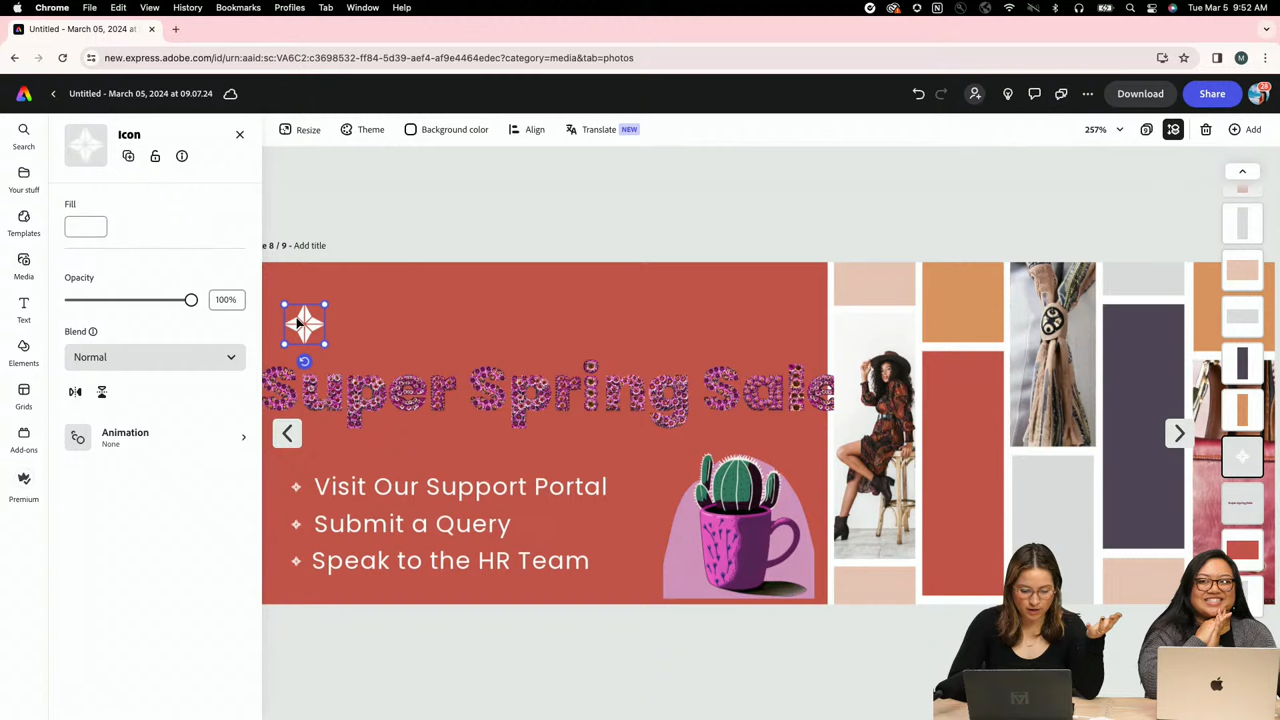 Chrome File Edit View History Bookmarks Profiles Tab Window Help Tue Mar 5 9:52 AM
Untitled - March 05, 2024 at
new.express.adobe.com/id/urn:aaid:sc:VA6C2:c3698532-ff84-5d39-aef4-af9e4464edec?category=media&tab=photos
Untitled - March 05, 2024 at 09.07.24 Download Share 28
Search
Your stuff
Templates
Media
Text
Elements
Grids
Add-ons
Premium
Icon
Fill
Opacity
100%
Blend
Normal
Animation
None
Resize Theme Background color Align Translate NEW 257% 9 Add
e 8 / 9 - Add title
Super Spring Sale
Visit Our Support Portal
Submit a Query
Speak to the HR Team
Super Spring Sale